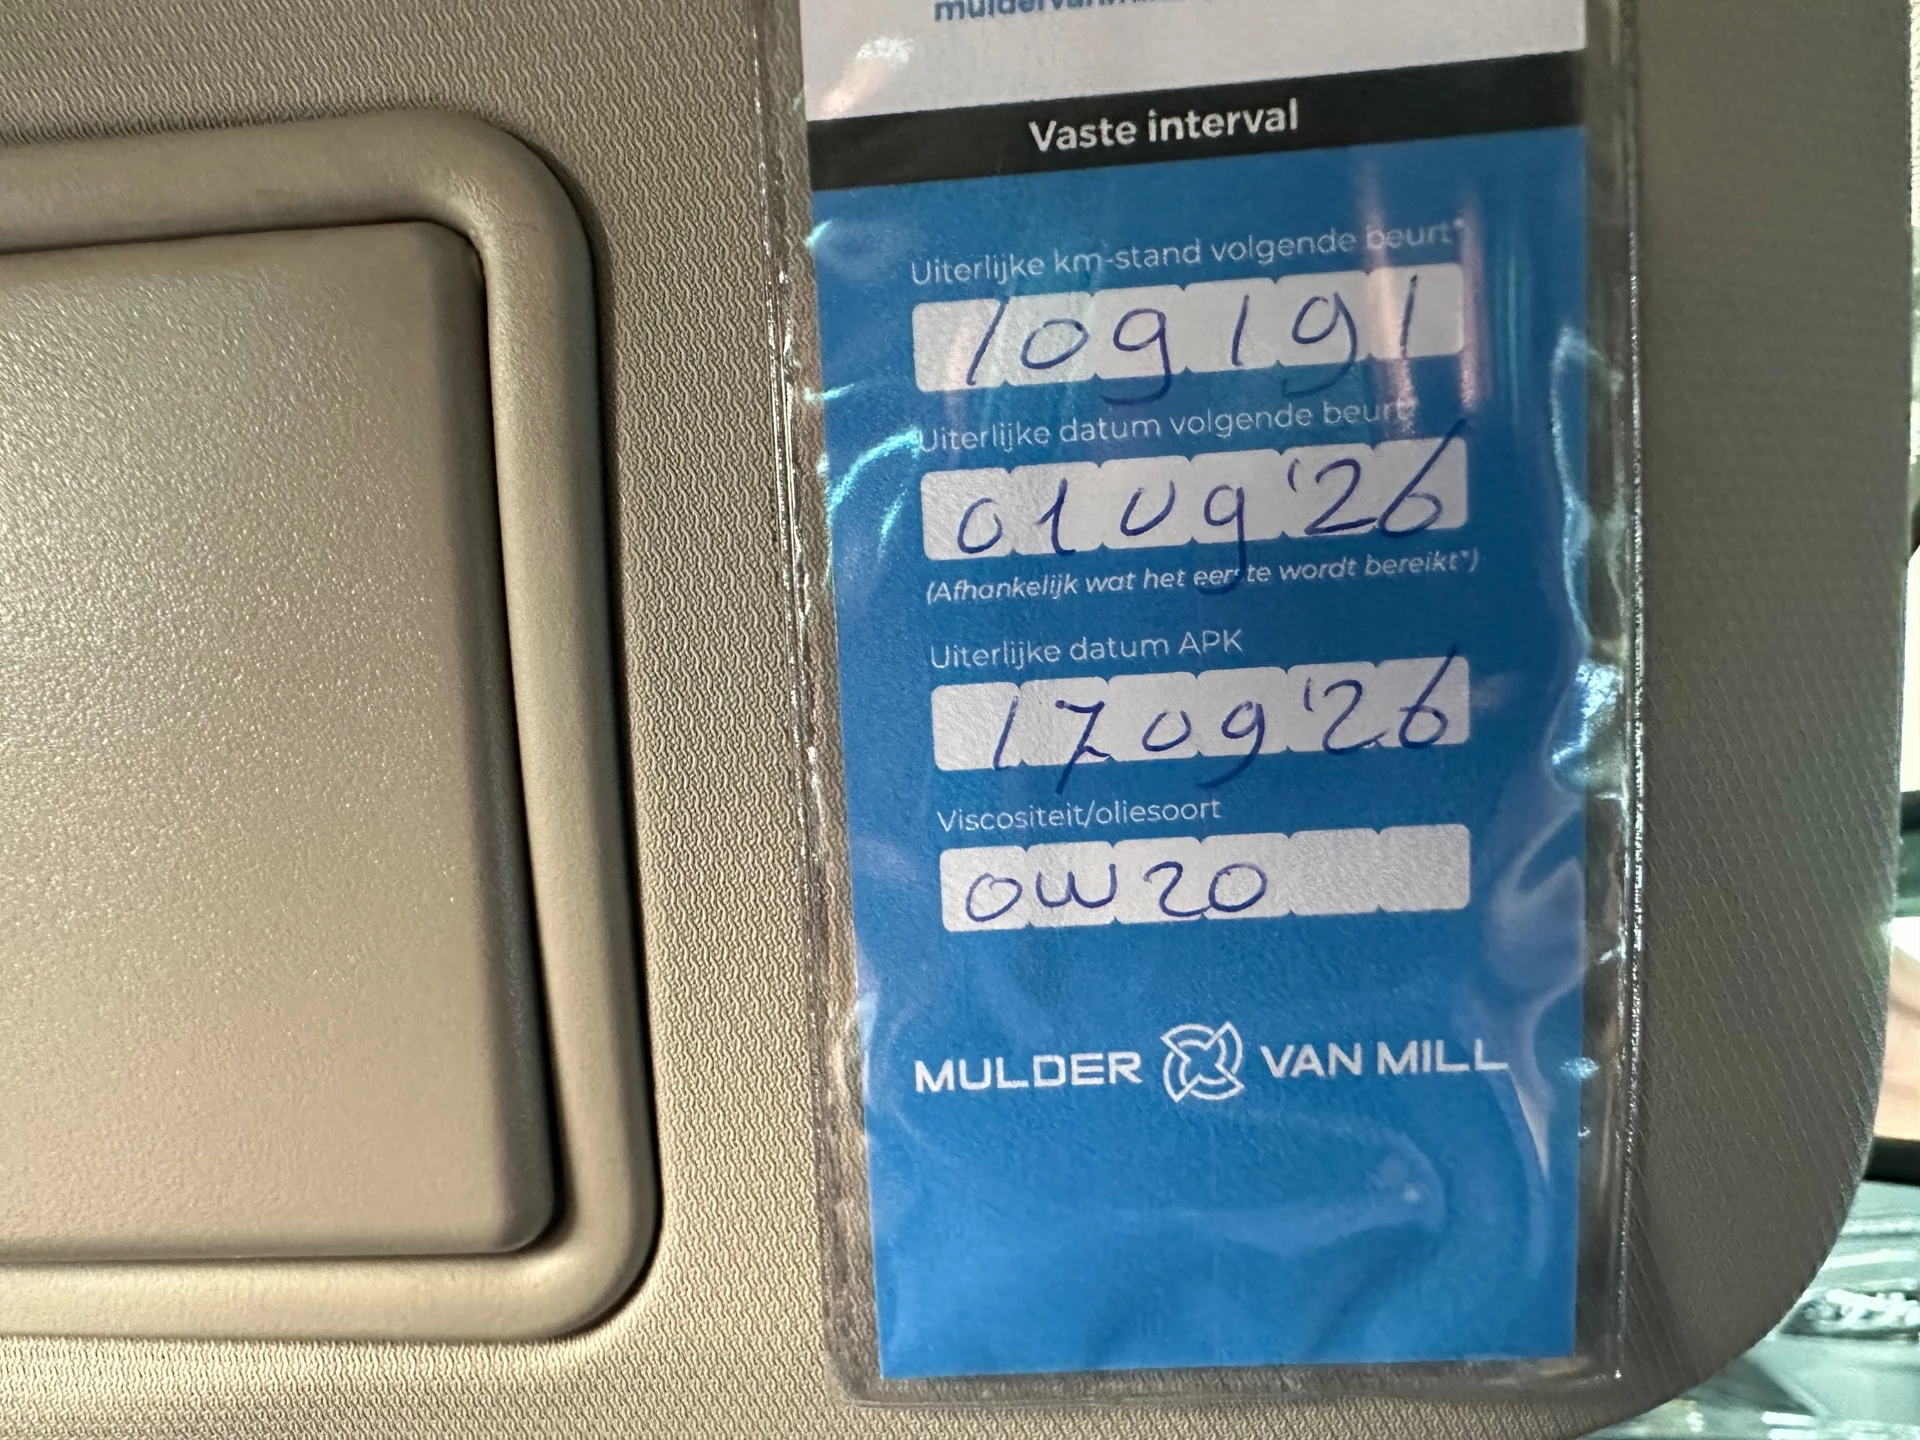 Vaste interval
Uiterlijke km-stand volgende beurt*
109191
Uiterlijke datum volgende beurt*
01 09 '26
(Afhankelijk wat het eerste wordt bereikt*)
Uiterlijke datum APK
17 09 '26
Viscositeit/oliesoort
0W20
MULDER VAN MILL